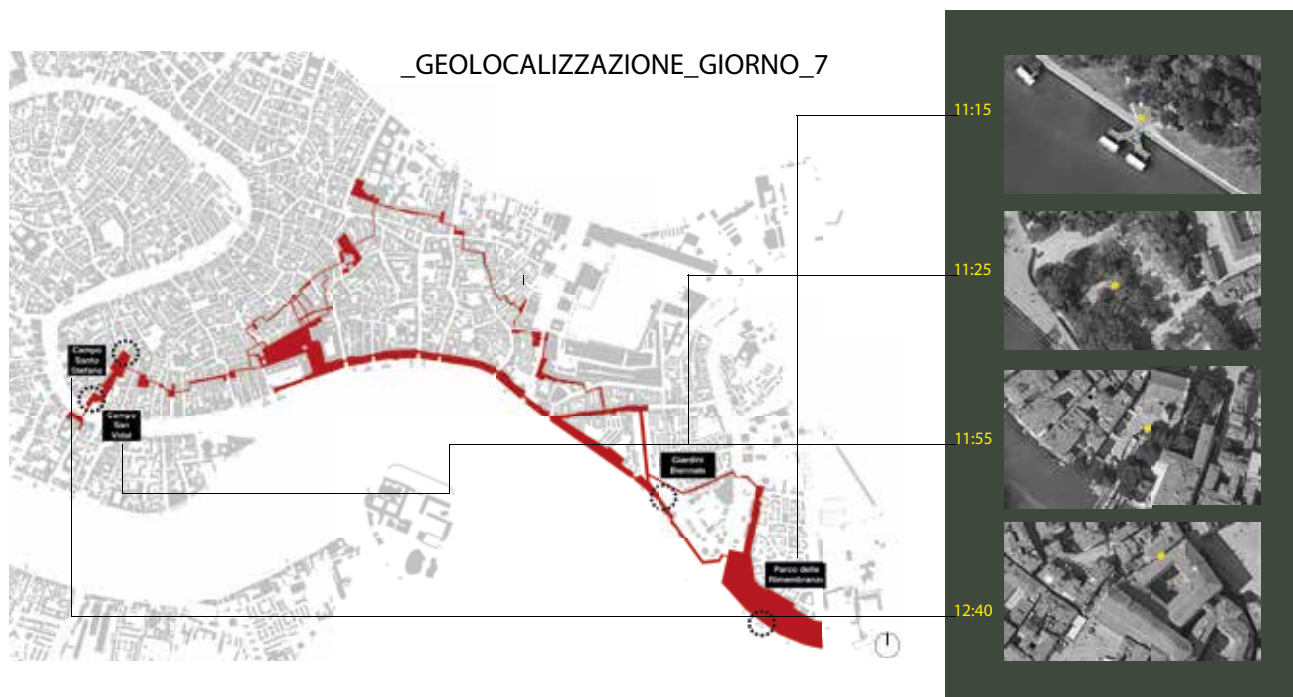 _GEOLOCALIZZAZIONE_GIORNO_7
11:15
11:25
11:55
12:40
Campo
Santo
Stefano
Campo
San
Vidal
Giardini
Biennale
Parco delle
Rimembranze